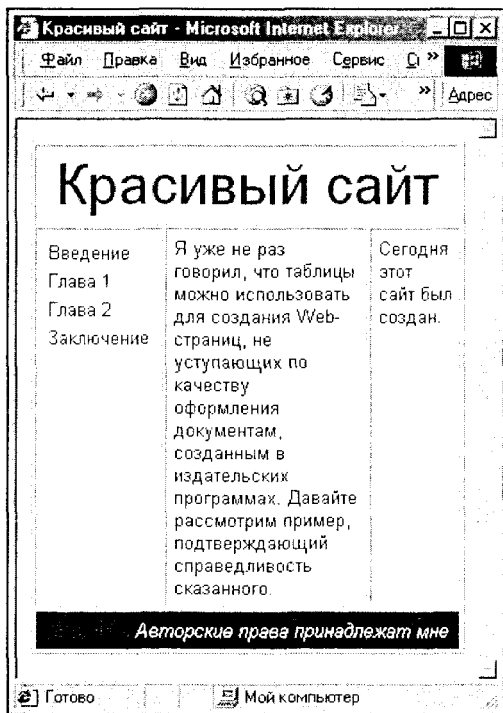 Красивый сайт - Microsoft Internet Explorer
Файл Правка Вид Избранное Сервис »
» Адрес
Красивый сайт
Введение
Глава 1
Глава 2
Заключение
Я уже не раз
говорил, что таблицы
можно использовать
для создания Web-
страниц, не
уступающих по
качеству
оформления
документам,
созданным в
издательских
программах. Давайте
рассмотрим пример,
подтверждающий
справедливость
сказанного.
Сегодня
этот
сайт был
создан.
Авторские права принадлежат мне
Готово Мой компьютер